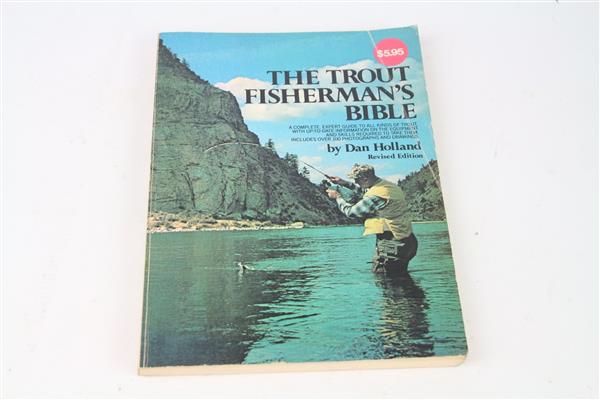 $5.95
THE TROUT
FISHERMAN'S
BIBLE
A COMPLETE, EXPERT GUIDE TO ALL KINDS OF TROUT,
WITH UP-TO-DATE INFORMATION ON THE EQUIPMENT
AND SKILLS REQUIRED TO TAKE THEM.
INCLUDES OVER 200 PHOTOGRAPHS AND DRAWINGS.
by Dan Holland
Revised Edition